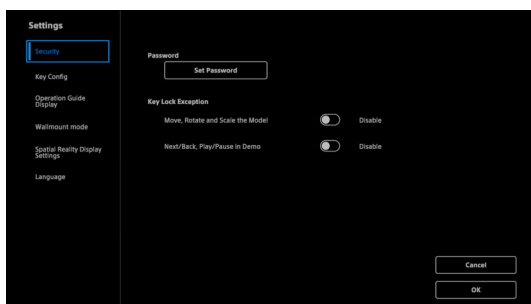 Settings
Security
Key Config
Operation Guide
Display
Wallmount mode
Spatial Reality Display
Settings
Language
Password
Set Password
Key Lock Exception
Move, Rotate and Scale the Model
Disable
Next/Back, Play/Pause in Demo
Disable
Cancel
OK